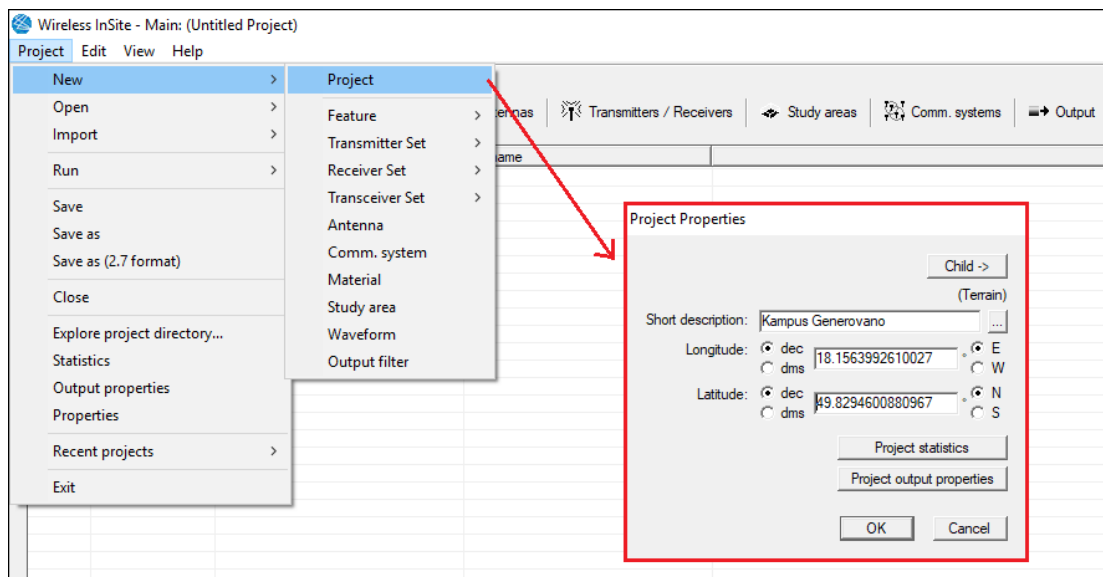 Wireless InSite - Main: (Untitled Project)
Project Edit View Help
New
Open
Import
Run
Save
Save as
Save as (2.7 format)
Close
Explore project directory...
Statistics
Output properties
Properties
Recent projects
Exit
Project
Feature
Transmitter Set
Receiver Set
Transceiver Set
Antenna
Comm. system
Material
Study area
Waveform
Output filter
tennas Transmitters / Receivers Study areas Comm. systems Output
name
Project Properties
Child ->
(Terrain)
Short description: Kampus Generovano ...
Longitude: dec 18.1563992610027 ° E
dms W
Latitude: dec 49.8294600880967 ° N
dms S
Project statistics
Project output properties
OK Cancel